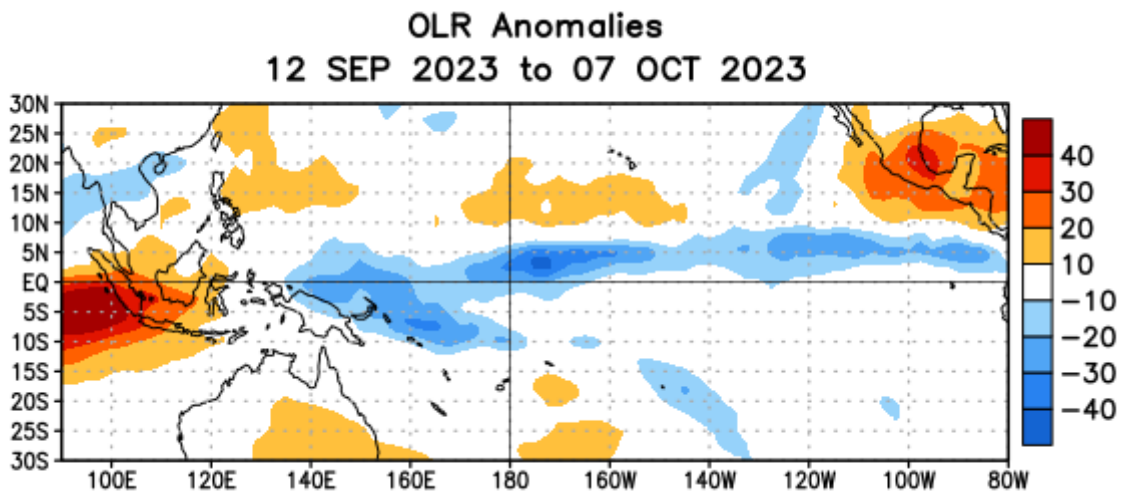 OLR Anomalies
12 SEP 2023 to 07 OCT 2023
30N
25N
20N
15N
10N
5N
EQ
5S
10S
15S
20S
25S
30S
100E 120E 140E 160E 180 160W 140W 120W 100W 80W
40
30
20
10
-10
-20
-30
-40